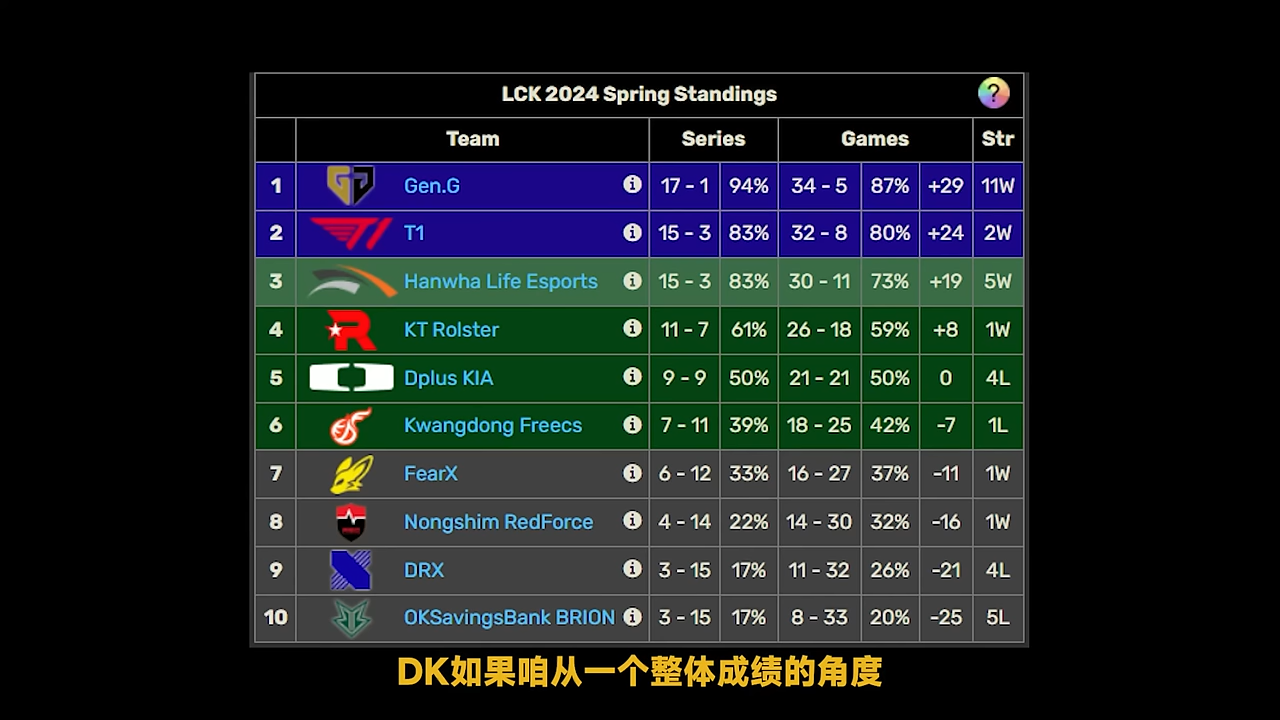 LCK 2024 Spring Standings ?
Team Series Games Str
1 Gen.G 17 - 1 94% 34 - 5 87% +29 11W
2 T1 15 - 3 83% 32 - 8 80% +24 2W
3 Hanwha Life Esports 15 - 3 83% 30 - 11 73% +19 5W
4 KT Rolster 11 - 7 61% 26 - 18 59% +8 1W
5 Dplus KIA 9 - 9 50% 21 - 21 50% 0 4L
6 Kwangdong Freecs 7 - 11 39% 18 - 25 42% -7 1L
7 FearX 6 - 12 33% 16 - 27 37% -11 1W
8 Nongshim RedForce 4 - 14 22% 14 - 30 32% -16 1W
9 DRX 3 - 15 17% 11 - 32 26% -21 4L
10 OKSavingsBank BRION 3 - 15 17% 8 - 33 20% -25 5L
DK如果咱从一个整体成绩的角度